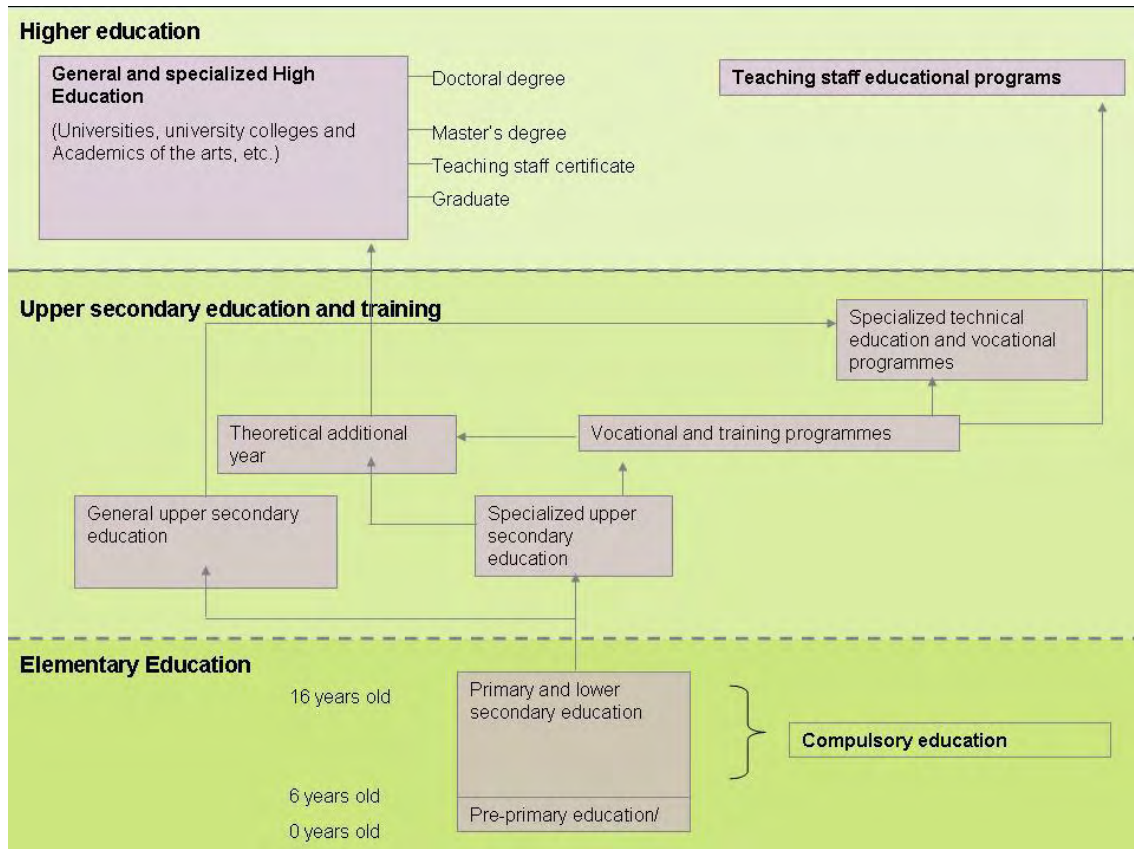 Higher education
General and specialized High
Education
(Universities, university colleges and
Academics of the arts, etc.)
Doctoral degree
Master's degree
Teaching staff certificate
Graduate
Teaching staff educational programs
Upper secondary education and training
Specialized technical
education and vocational
programmes
Theoretical additional
year
Vocational and training programmes
General upper secondary
education
Specialized upper
secondary
education
Elementary Education
16 years old
Primary and lower
secondary education
Compulsory education
6 years old
Pre-primary education/
0 years old